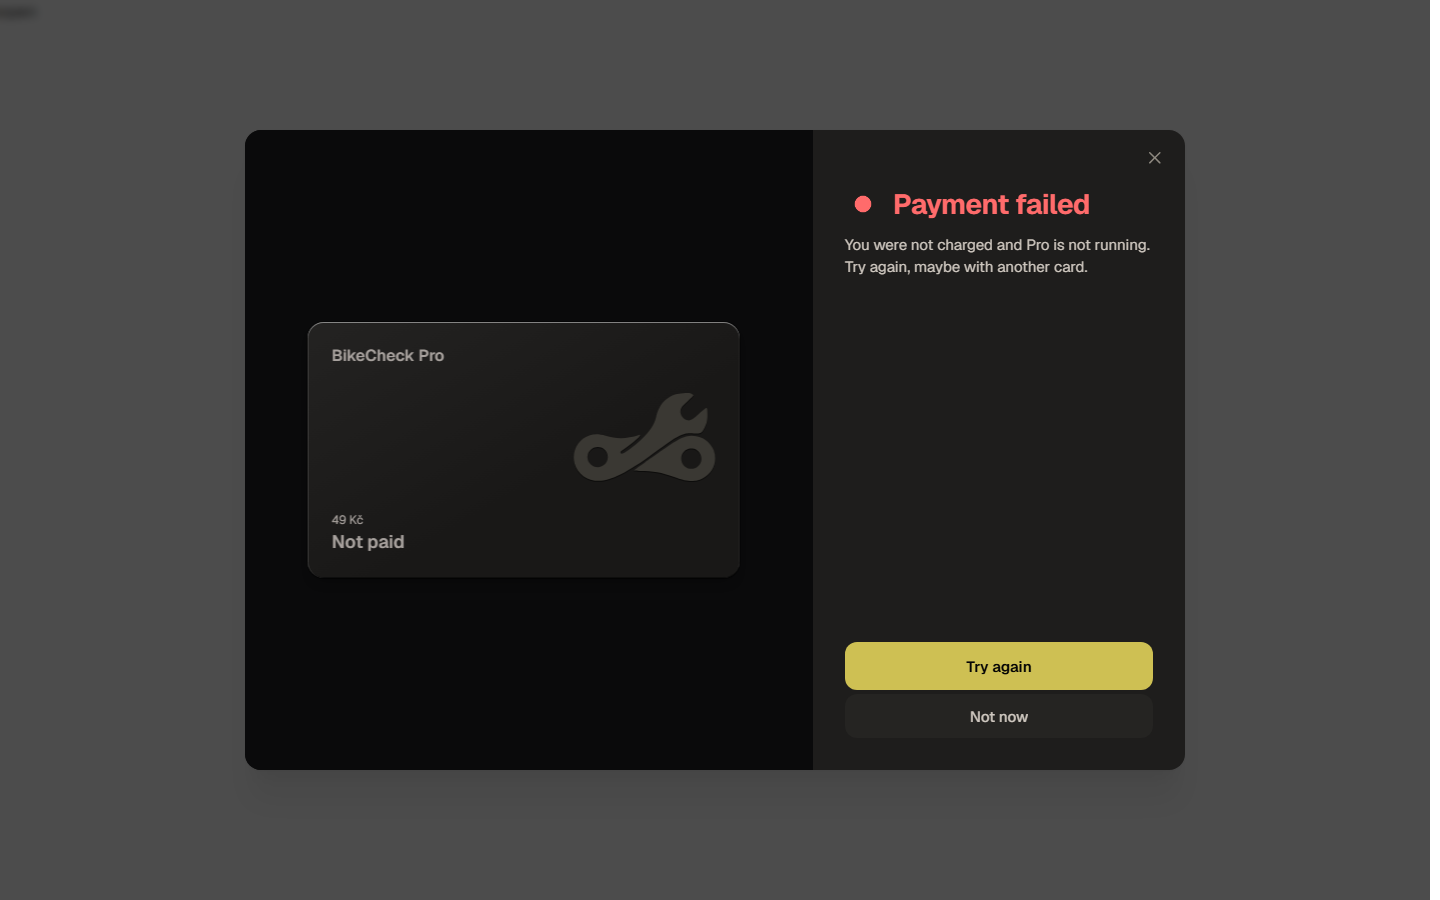 BikeCheck Pro
49 Kč
Not paid
Payment failed
You were not charged and Pro is not running.
Try again, maybe with another card.
Try again
Not now